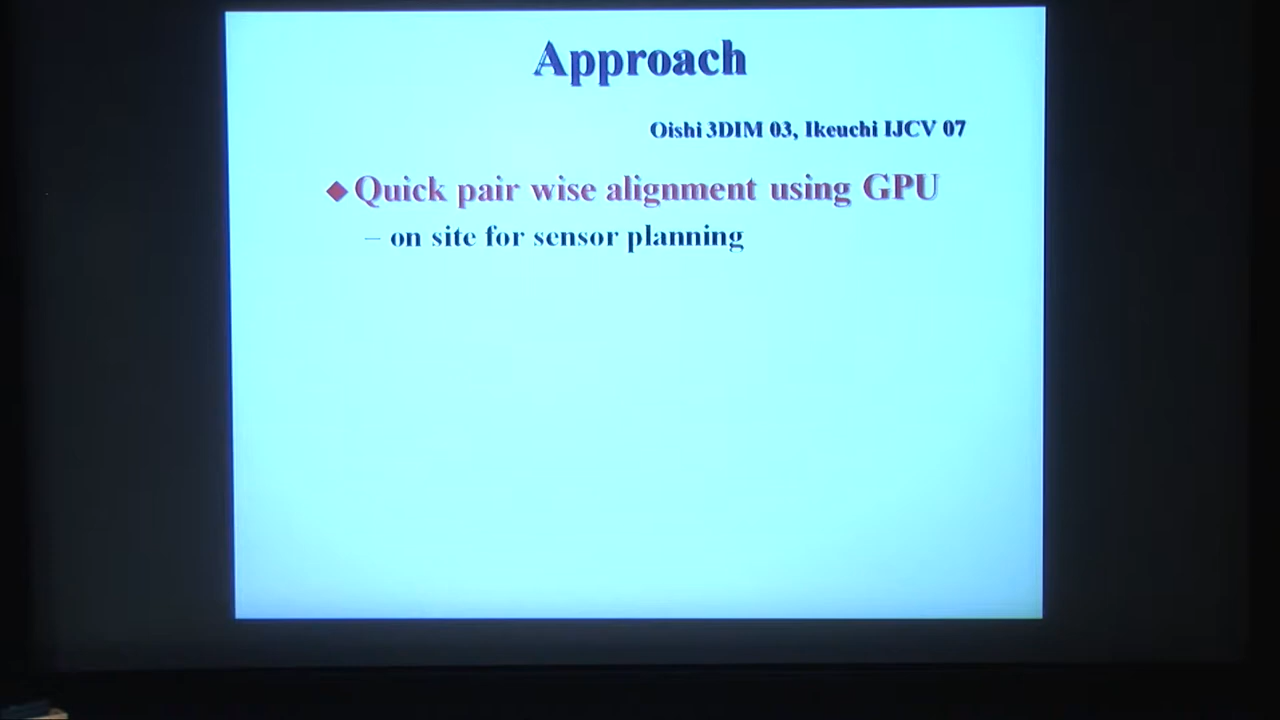 Approach
Oishi 3DIM 03, Ikeuchi IJCV 07
◆Quick pair wise alignment using GPU
– on site for sensor planning